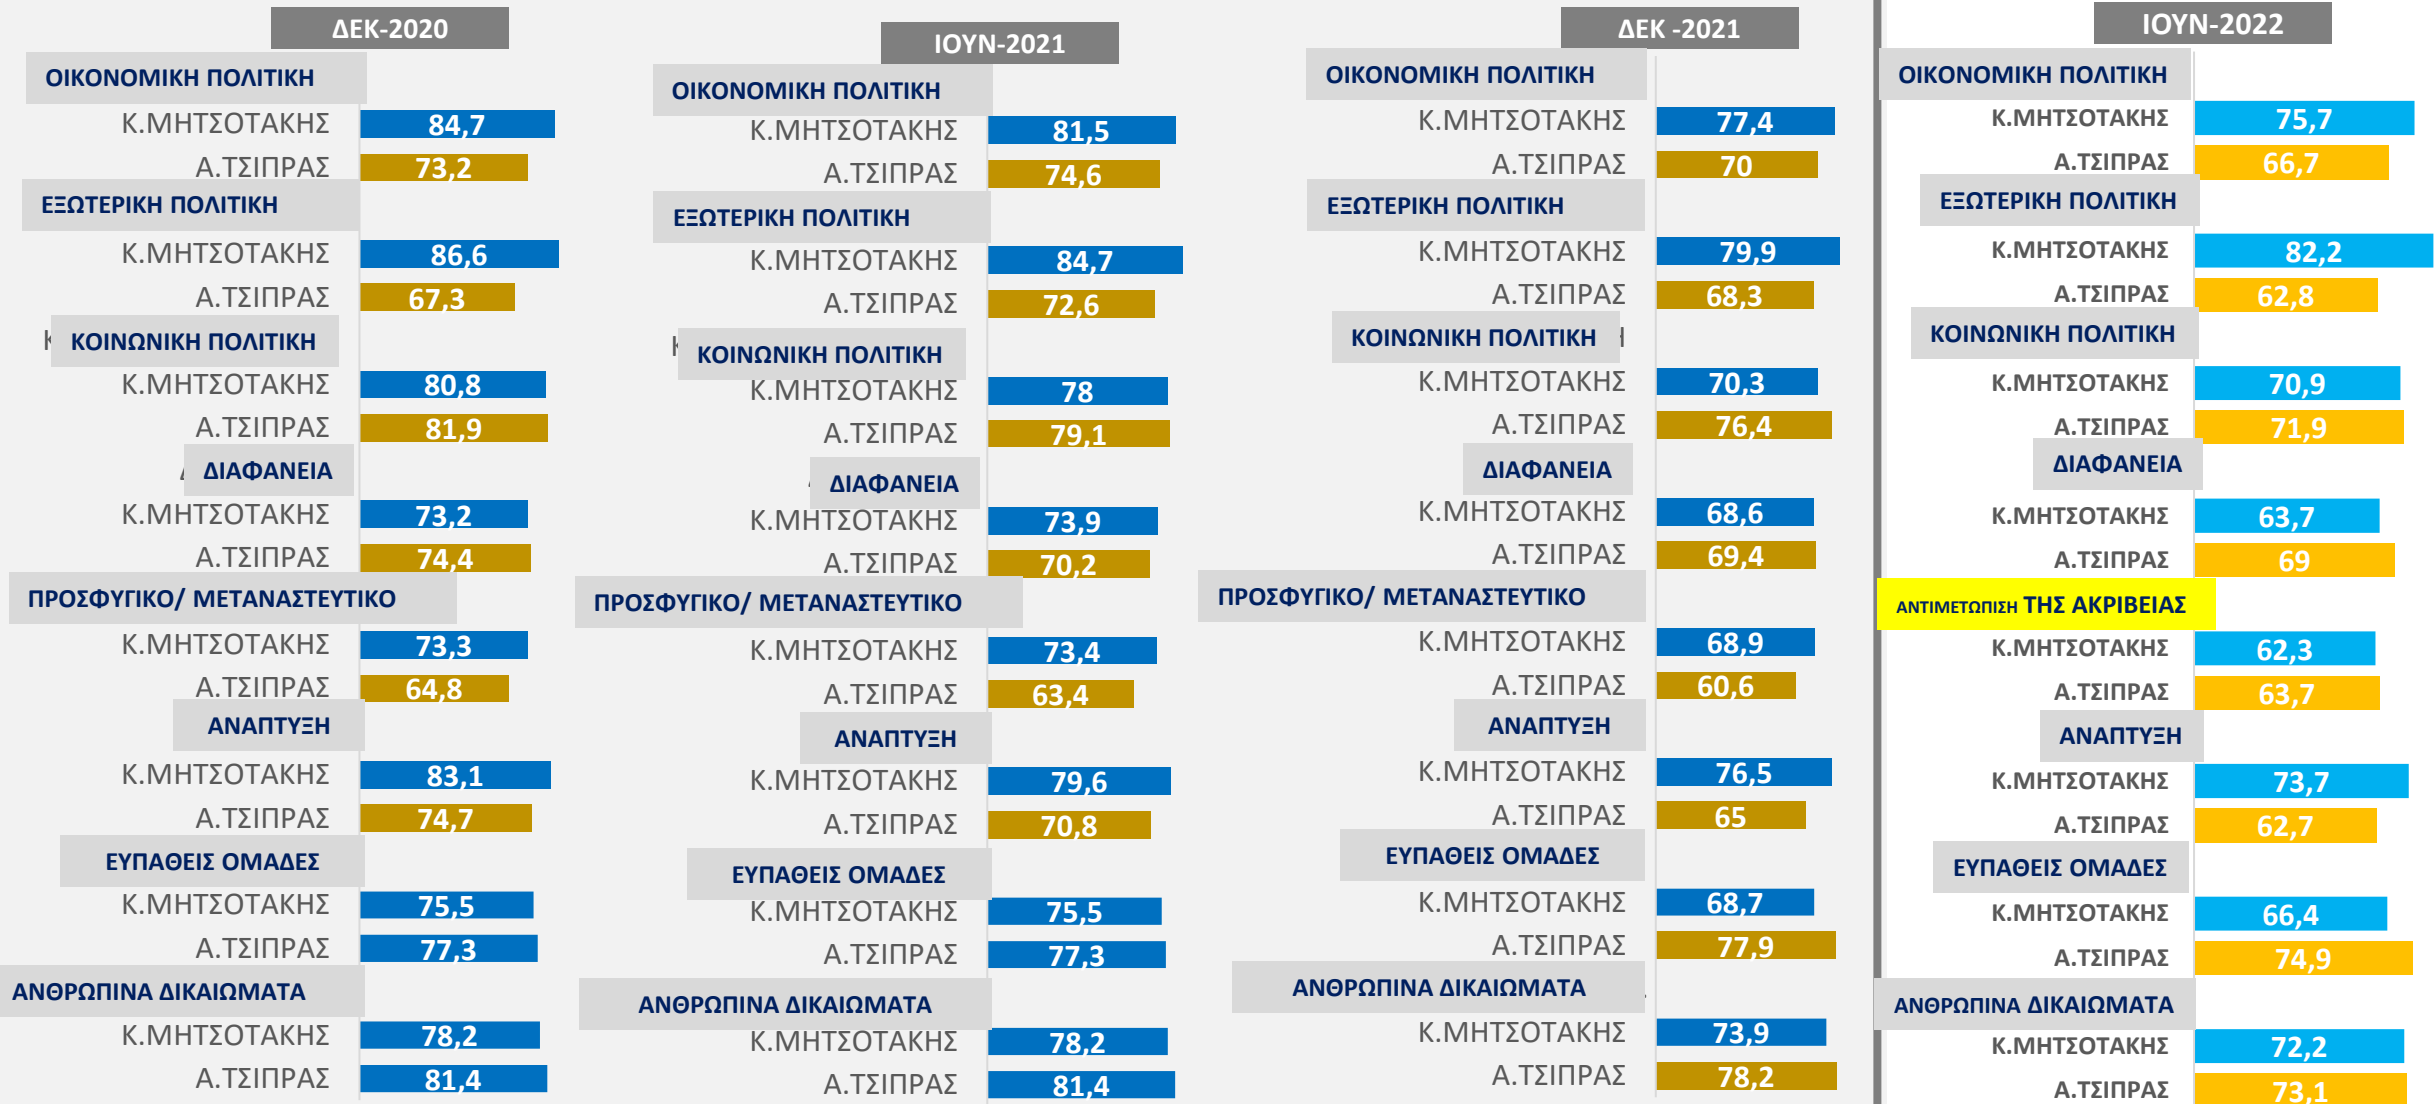 ΔΕΚ-2020
ΟΙΚΟΝΟΜΙΚΗ ΠΟΛΙΤΙΚΗ
Κ.ΜΗΤΣΟΤΑΚΗΣ 84,7
Α.ΤΣΙΠΡΑΣ 73,2
ΕΞΩΤΕΡΙΚΗ ΠΟΛΙΤΙΚΗ
Κ.ΜΗΤΣΟΤΑΚΗΣ 86,6
Α.ΤΣΙΠΡΑΣ 67,3
ΚΟΙΝΩΝΙΚΗ ΠΟΛΙΤΙΚΗ
Κ.ΜΗΤΣΟΤΑΚΗΣ 80,8
Α.ΤΣΙΠΡΑΣ 81,9
ΔΙΑΦΑΝΕΙΑ
Κ.ΜΗΤΣΟΤΑΚΗΣ 73,2
Α.ΤΣΙΠΡΑΣ 74,4
ΠΡΟΣΦΥΓΙΚΟ/ ΜΕΤΑΝΑΣΤΕΥΤΙΚΟ
Κ.ΜΗΤΣΟΤΑΚΗΣ 73,3
Α.ΤΣΙΠΡΑΣ 64,8
ΑΝΑΠΤΥΞΗ
Κ.ΜΗΤΣΟΤΑΚΗΣ 83,1
Α.ΤΣΙΠΡΑΣ 74,7
ΕΥΠΑΘΕΙΣ ΟΜΑΔΕΣ
Κ.ΜΗΤΣΟΤΑΚΗΣ 75,5
Α.ΤΣΙΠΡΑΣ 77,3
ΑΝΘΡΩΠΙΝΑ ΔΙΚΑΙΩΜΑΤΑ
Κ.ΜΗΤΣΟΤΑΚΗΣ 78,2
Α.ΤΣΙΠΡΑΣ 81,4
ΙΟΥΝ-2021
ΟΙΚΟΝΟΜΙΚΗ ΠΟΛΙΤΙΚΗ
Κ.ΜΗΤΣΟΤΑΚΗΣ 81,5
Α.ΤΣΙΠΡΑΣ 74,6
ΕΞΩΤΕΡΙΚΗ ΠΟΛΙΤΙΚΗ
Κ.ΜΗΤΣΟΤΑΚΗΣ 84,7
Α.ΤΣΙΠΡΑΣ 72,6
ΚΟΙΝΩΝΙΚΗ ΠΟΛΙΤΙΚΗ
Κ.ΜΗΤΣΟΤΑΚΗΣ 78
Α.ΤΣΙΠΡΑΣ 79,1
ΔΙΑΦΑΝΕΙΑ
Κ.ΜΗΤΣΟΤΑΚΗΣ 73,9
Α.ΤΣΙΠΡΑΣ 70,2
ΠΡΟΣΦΥΓΙΚΟ/ ΜΕΤΑΝΑΣΤΕΥΤΙΚΟ
Κ.ΜΗΤΣΟΤΑΚΗΣ 73,4
Α.ΤΣΙΠΡΑΣ 63,4
ΑΝΑΠΤΥΞΗ
Κ.ΜΗΤΣΟΤΑΚΗΣ 79,6
Α.ΤΣΙΠΡΑΣ 70,8
ΕΥΠΑΘΕΙΣ ΟΜΑΔΕΣ
Κ.ΜΗΤΣΟΤΑΚΗΣ 75,5
Α.ΤΣΙΠΡΑΣ 77,3
ΑΝΘΡΩΠΙΝΑ ΔΙΚΑΙΩΜΑΤΑ
Κ.ΜΗΤΣΟΤΑΚΗΣ 78,2
Α.ΤΣΙΠΡΑΣ 81,4
ΔΕΚ -2021
ΟΙΚΟΝΟΜΙΚΗ ΠΟΛΙΤΙΚΗ
Κ.ΜΗΤΣΟΤΑΚΗΣ 77,4
Α.ΤΣΙΠΡΑΣ 70
ΕΞΩΤΕΡΙΚΗ ΠΟΛΙΤΙΚΗ
Κ.ΜΗΤΣΟΤΑΚΗΣ 79,9
Α.ΤΣΙΠΡΑΣ 68,3
ΚΟΙΝΩΝΙΚΗ ΠΟΛΙΤΙΚΗ
Κ.ΜΗΤΣΟΤΑΚΗΣ 70,3
Α.ΤΣΙΠΡΑΣ 76,4
ΔΙΑΦΑΝΕΙΑ
Κ.ΜΗΤΣΟΤΑΚΗΣ 68,6
Α.ΤΣΙΠΡΑΣ 69,4
ΠΡΟΣΦΥΓΙΚΟ/ ΜΕΤΑΝΑΣΤΕΥΤΙΚΟ
Κ.ΜΗΤΣΟΤΑΚΗΣ 68,9
Α.ΤΣΙΠΡΑΣ 60,6
ΑΝΑΠΤΥΞΗ
Κ.ΜΗΤΣΟΤΑΚΗΣ 76,5
Α.ΤΣΙΠΡΑΣ 65
ΕΥΠΑΘΕΙΣ ΟΜΑΔΕΣ
Κ.ΜΗΤΣΟΤΑΚΗΣ 68,7
Α.ΤΣΙΠΡΑΣ 77,9
ΑΝΘΡΩΠΙΝΑ ΔΙΚΑΙΩΜΑΤΑ
Κ.ΜΗΤΣΟΤΑΚΗΣ 73,9
Α.ΤΣΙΠΡΑΣ 78,2
ΙΟΥΝ-2022
ΟΙΚΟΝΟΜΙΚΗ ΠΟΛΙΤΙΚΗ
Κ.ΜΗΤΣΟΤΑΚΗΣ 75,7
Α.ΤΣΙΠΡΑΣ 66,7
ΕΞΩΤΕΡΙΚΗ ΠΟΛΙΤΙΚΗ
Κ.ΜΗΤΣΟΤΑΚΗΣ 82,2
Α.ΤΣΙΠΡΑΣ 62,8
ΚΟΙΝΩΝΙΚΗ ΠΟΛΙΤΙΚΗ
Κ.ΜΗΤΣΟΤΑΚΗΣ 70,9
Α.ΤΣΙΠΡΑΣ 71,9
ΔΙΑΦΑΝΕΙΑ
Κ.ΜΗΤΣΟΤΑΚΗΣ 63,7
Α.ΤΣΙΠΡΑΣ 69
ΑΝΤΙΜΕΤΩΠΙΣΗ ΤΗΣ ΑΚΡΙΒΕΙΑΣ
Κ.ΜΗΤΣΟΤΑΚΗΣ 62,3
Α.ΤΣΙΠΡΑΣ 63,7
ΑΝΑΠΤΥΞΗ
Κ.ΜΗΤΣΟΤΑΚΗΣ 73,7
Α.ΤΣΙΠΡΑΣ 62,7
ΕΥΠΑΘΕΙΣ ΟΜΑΔΕΣ
Κ.ΜΗΤΣΟΤΑΚΗΣ 66,4
Α.ΤΣΙΠΡΑΣ 74,9
ΑΝΘΡΩΠΙΝΑ ΔΙΚΑΙΩΜΑΤΑ
Κ.ΜΗΤΣΟΤΑΚΗΣ 72,2
Α.ΤΣΙΠΡΑΣ 73,1